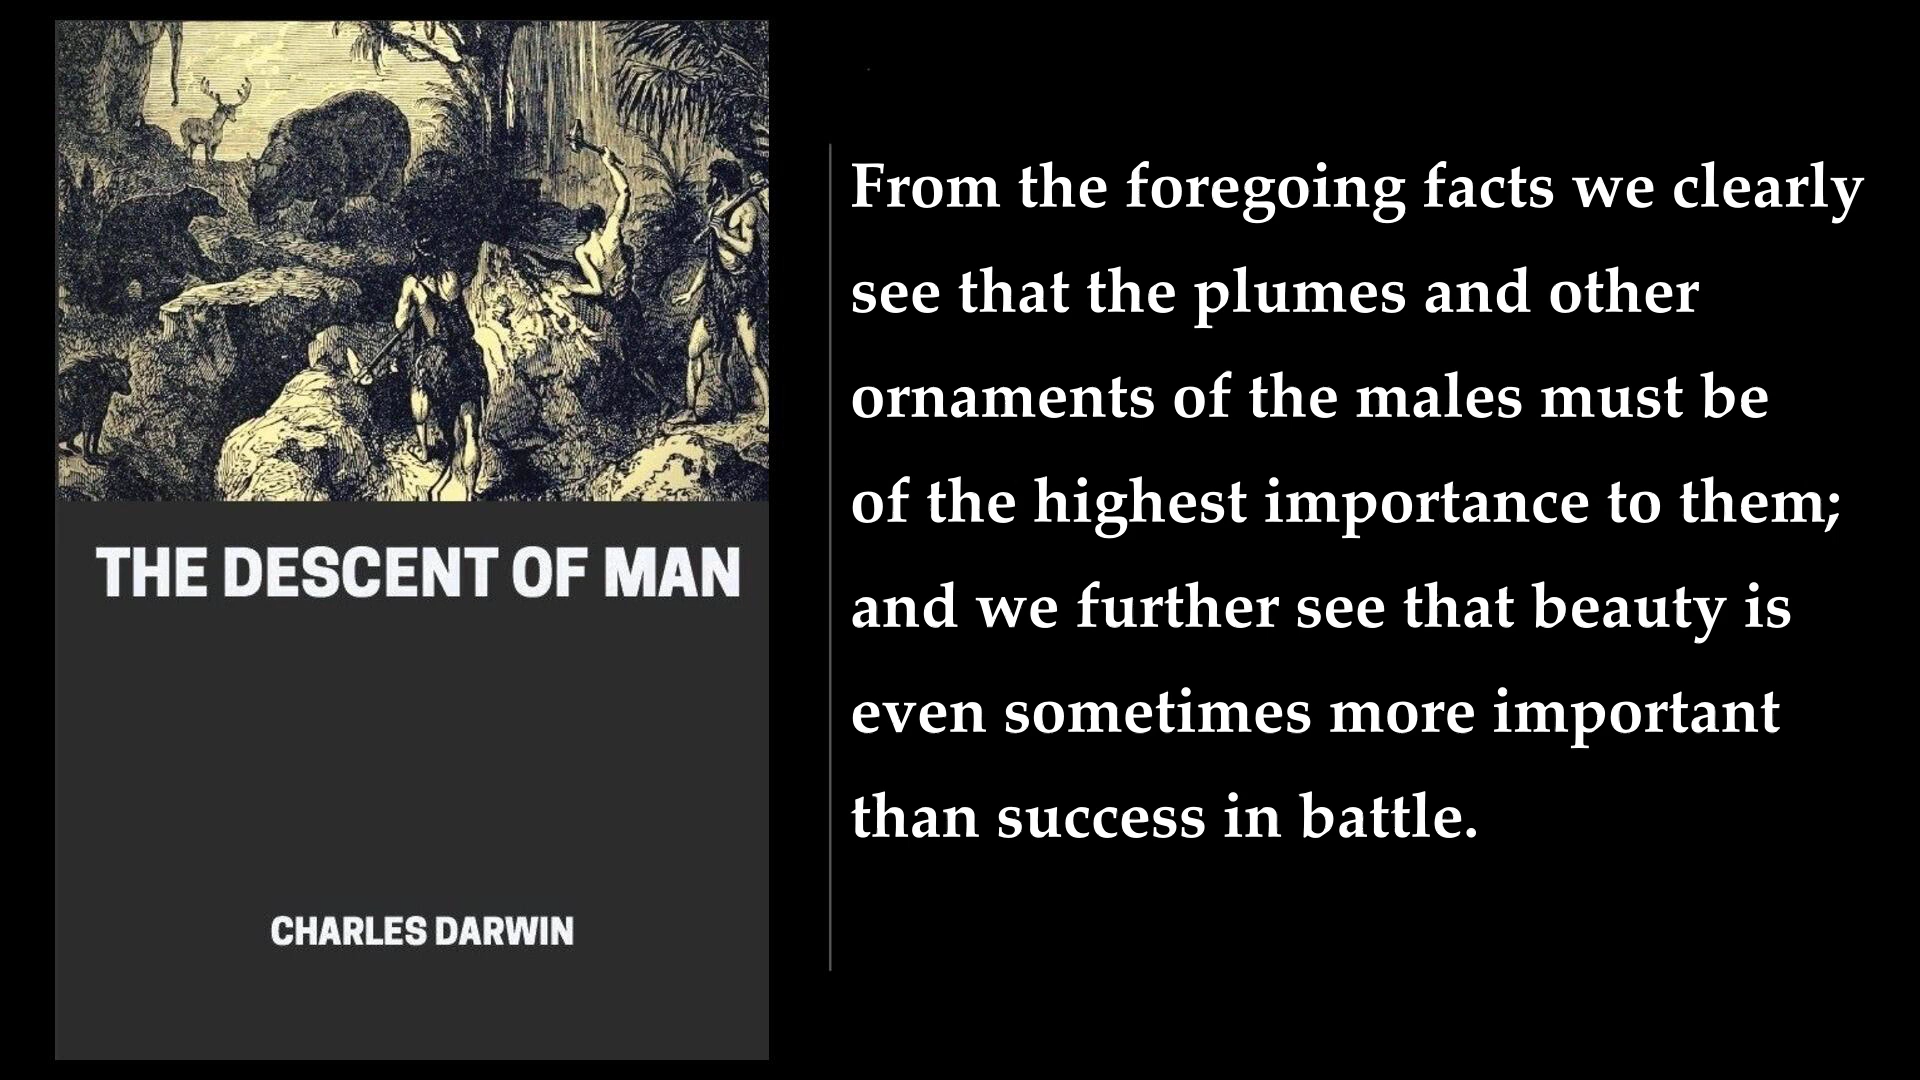 THE DESCENT OF MAN
CHARLES DARWIN
From the foregoing facts we clearly
see that the plumes and other
ornaments of the males must be
of the highest importance to them;
and we further see that beauty is
even sometimes more important
than success in battle.